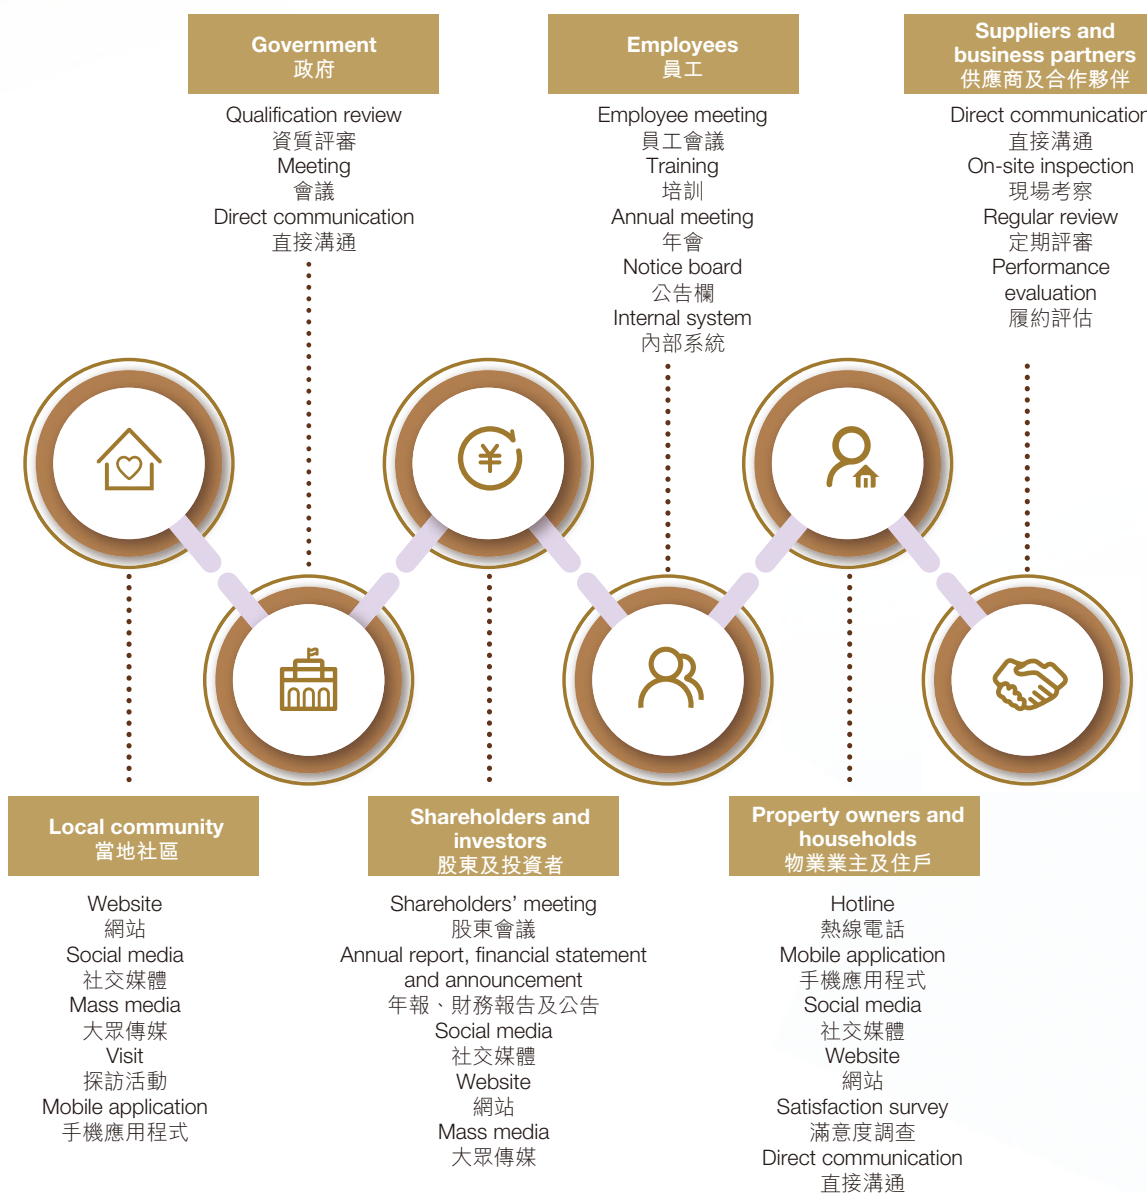 Government
政府
Qualification review
資質評審
Meeting
會議
Direct communication
直接溝通
Employees
員工
Employee meeting
員工會議
Training
培訓
Annual meeting
年會
Notice board
公告欄
Internal system
內部系統
Suppliers and
business partners
供應商及合作夥伴
Direct communication
直接溝通
On-site inspection
現場考察
Regular review
定期評審
Performance
evaluation
履約評估
Local community
當地社區
Website
網站
Social media
社交媒體
Mass media
大眾傳媒
Visit
探訪活動
Mobile application
手機應用程式
Shareholders and
investors
股東及投資者
Shareholders’ meeting
股東會議
Annual report, financial statement
and announcement
年報、財務報告及公告
Social media
社交媒體
Website
網站
Mass media
大眾傳媒
Property owners and
households
物業業主及住戶
Hotline
熱線電話
Mobile application
手機應用程式
Social media
社交媒體
Website
網站
Satisfaction survey
滿意度調查
Direct communication
直接溝通